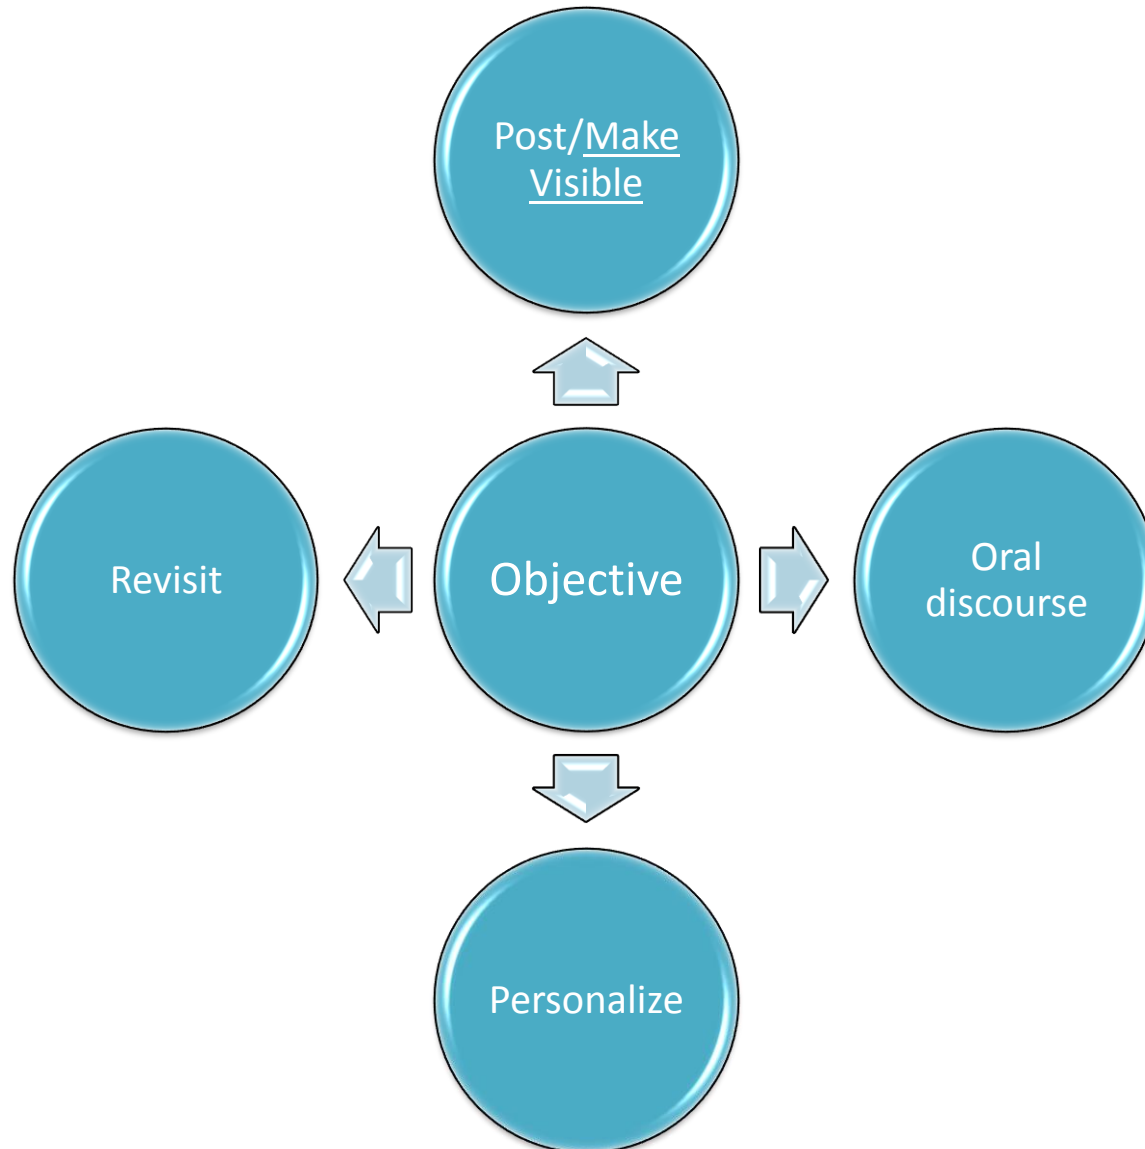 Post/Make
Visible
Revisit
Objective
Oral
discourse
Personalize